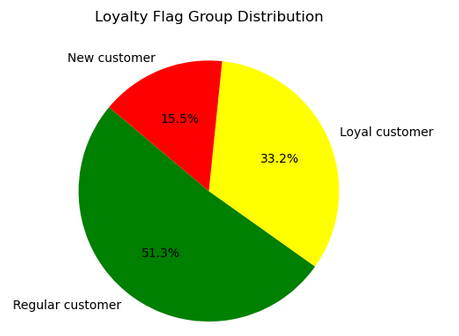 Loyalty Flag Group Distribution
New customer
15.5%
Loyal customer
33.2%
51.3%
Regular customer